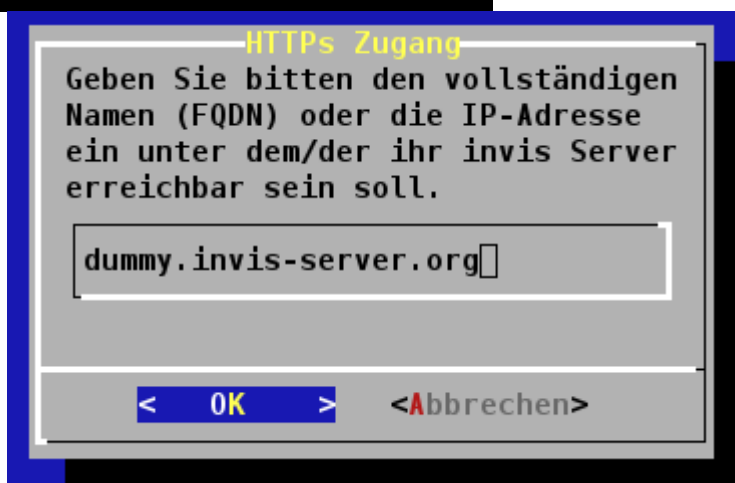 HTTPs Zugang
Geben Sie bitten den vollständigen
Namen (FQDN) oder die IP-Adresse
ein unter dem/der ihr invis Server
erreichbar sein soll.
dummy.invis-server.org
< OK > <Abbrechen>